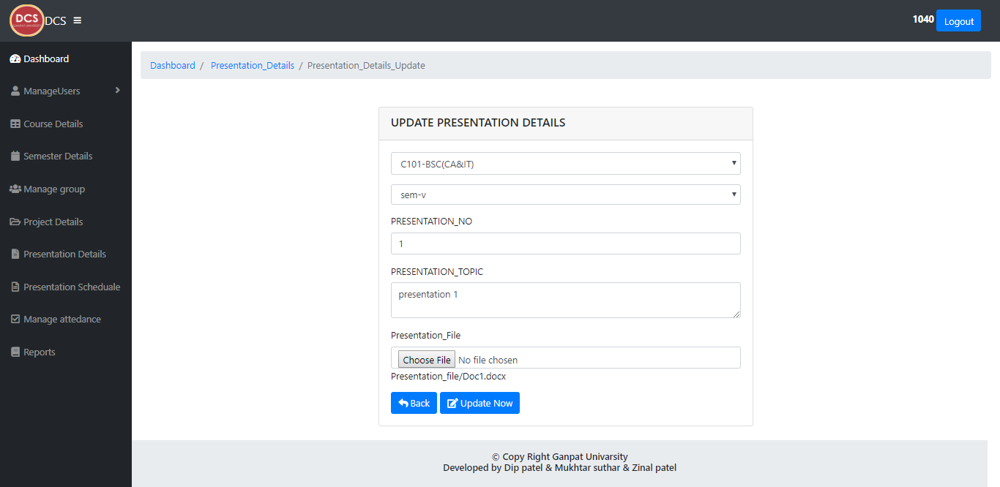 DCS
GANPAT UNIVERSITY
DCS
1040
Logout
Dashboard
ManageUsers
Course Details
Semester Details
Manage group
Project Details
Presentation Details
Presentation Scheduale
Manage attedance
Reports
Dashboard / Presentation_Details / Presentation_Details_Update
UPDATE PRESENTATION DETAILS
C101-BSC(CA&IT)
sem-v
PRESENTATION_NO
1
PRESENTATION_TOPIC
presentation 1
Presentation_File
Choose File No file chosen
Presentation_file/Doc1.docx
Back Update Now
© Copy Right Ganpat Univarsity
Developed by Dip patel & Mukhtar suthar & Zinal patel